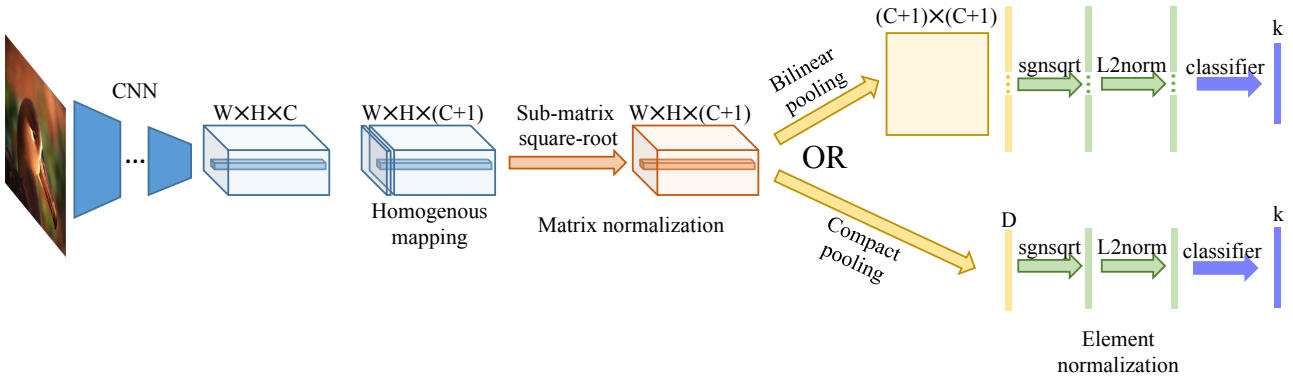 CNN
...
W×H×C
W×H×(C+1)
Homogenous
mapping
Sub-matrix
square-root
Matrix normalization
W×H×(C+1)
Bilinear
pooling
OR
Compact
pooling
(C+1)×(C+1)
sgnsqrt
L2norm
classifier
k
D
sgnsqrt
L2norm
classifier
k
Element
normalization